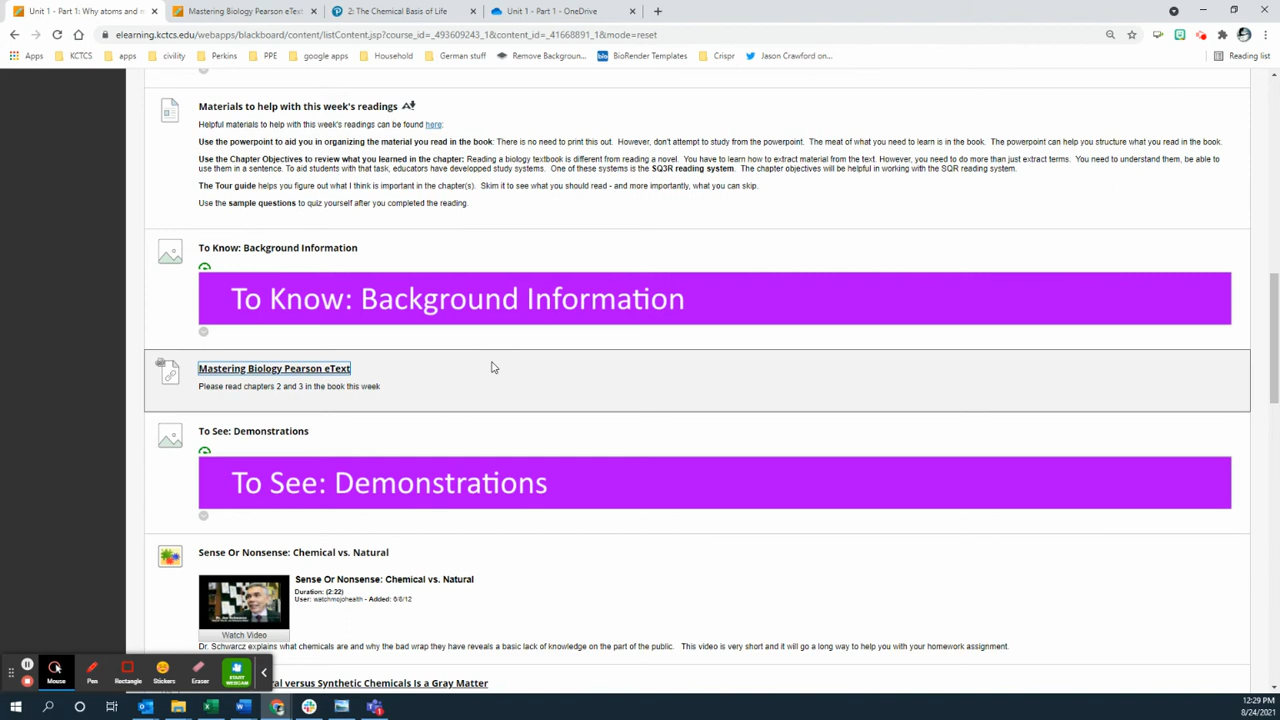 Unit 1 - Part 1: Why atoms and m
Mastering Biology Pearson eText
2: The Chemical Basis of Life
Unit 1 - Part 1 - OneDrive
elearning.kctcs.edu/webapps/blackboard/content/listContent.jsp?course_id=_493609243_1&content_id=_41668891_1&mode=reset
Apps
KCTCS
apps
civility
Perkins
PPE
google apps
Household
German stuff
Remove Backgroun...
bio
BioRender Templates
Crispr
Jason Crawford on...
Reading list
Materials to help with this week's readings
Helpful materials to help with this week's readings can be found here:
Use the powerpoint to aid you in organizing the material you read in the book: There is no need to print this out. However, don't attempt to study from the powerpoint. The meat of what you need to learn is in the book. The powerpoint can help you structure what you read in the book.
Use the Chapter Objectives to review what you learned in the chapter: Reading a biology textbook is different from reading a novel. You have to learn how to extract material from the text. However, you need to do more than just extract terms. You need to understand them, be able to
use them in a sentence. To aid students with that task, educators have developped study systems. One of these systems is the SQ3R reading system. The chapter objectives will be helpful in working with the SQR reading system.
The Tour guide helps you figure out what I think is important in the chapter(s). Skim it to see what you should read - and more importantly, what you can skip.
Use the sample questions to quiz yourself after you completed the reading.
To Know: Background Information
To Know: Background Information
Mastering Biology Pearson eText
Please read chapters 2 and 3 in the book this week
To See: Demonstrations
To See: Demonstrations
Sense Or Nonsense: Chemical vs. Natural
Sense Or Nonsense: Chemical vs. Natural
Duration: (2:22)
User: watchmojohealth - Added: 6/8/12
Watch Video
Dr. Schwarcz explains what chemicals are and why the bad wrap they have reveals a basic lack of knowledge on the part of the public. This video is very short and it will go a long way to help you with your homework assignment.
al versus Synthetic Chemicals Is a Gray Matter
Mouse
Pen
Rectangle
Stickers
Eraser
START
WEBCAM
12:29 PM
8/24/2021